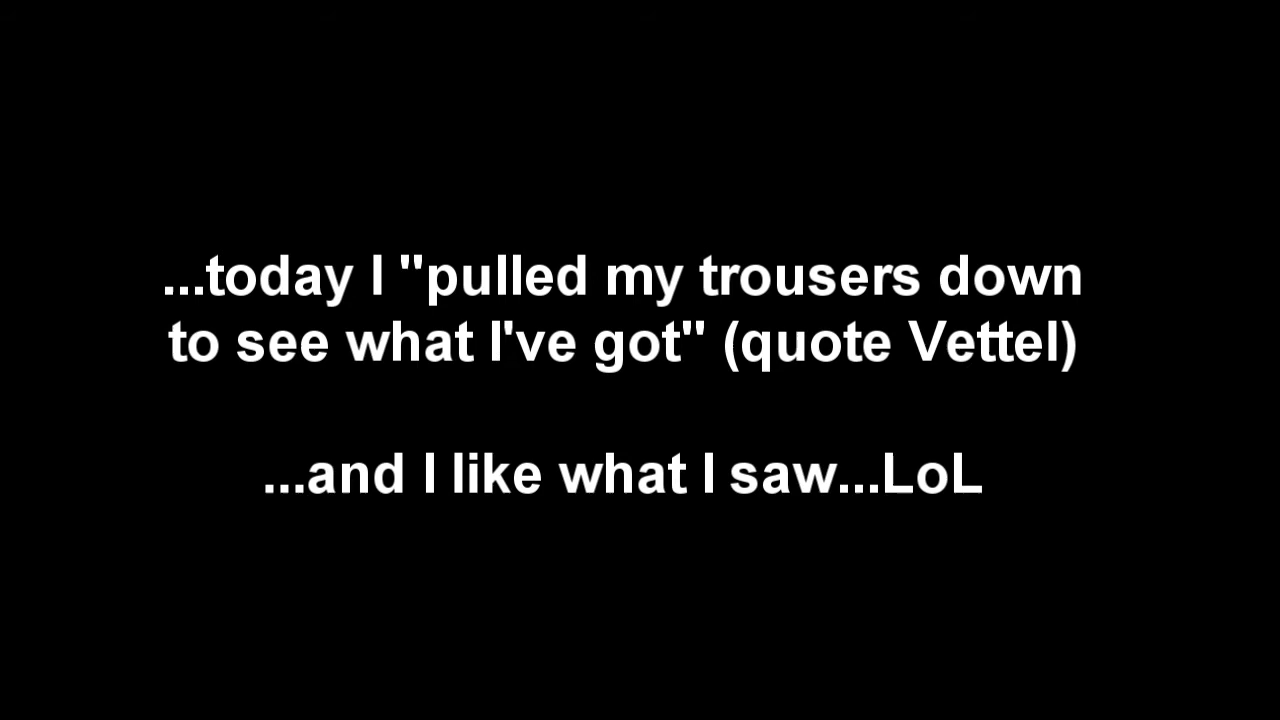 ...today I "pulled my trousers down
to see what I've got" (quote Vettel)
...and I like what I saw...LoL